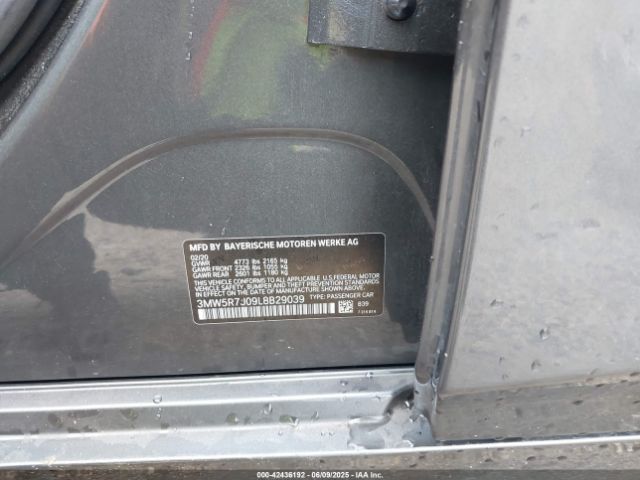 MFD BY BAYERISCHE MOTOREN WERKE AG
02/20
GVWR 4773 lbs 2165 kg
GAWR FRONT 2326 lbs 1055 kg
GAWR REAR 2601 lbs 1180 kg
THIS VEHICLE CONFORMS TO ALL APPLICABLE U.S. FEDERAL MOTOR
VEHICLE SAFETY, BUMPER, AND THEFT PREVENTION STANDARDS
IN EFFECT ON THE DATE OF MANUFACTURE SHOWN ABOVE.
3MW5R7J09L8B29039 TYPE: PASSENGER CAR
B39
000-42436192 - 06/09/2025 - IAAI.CA